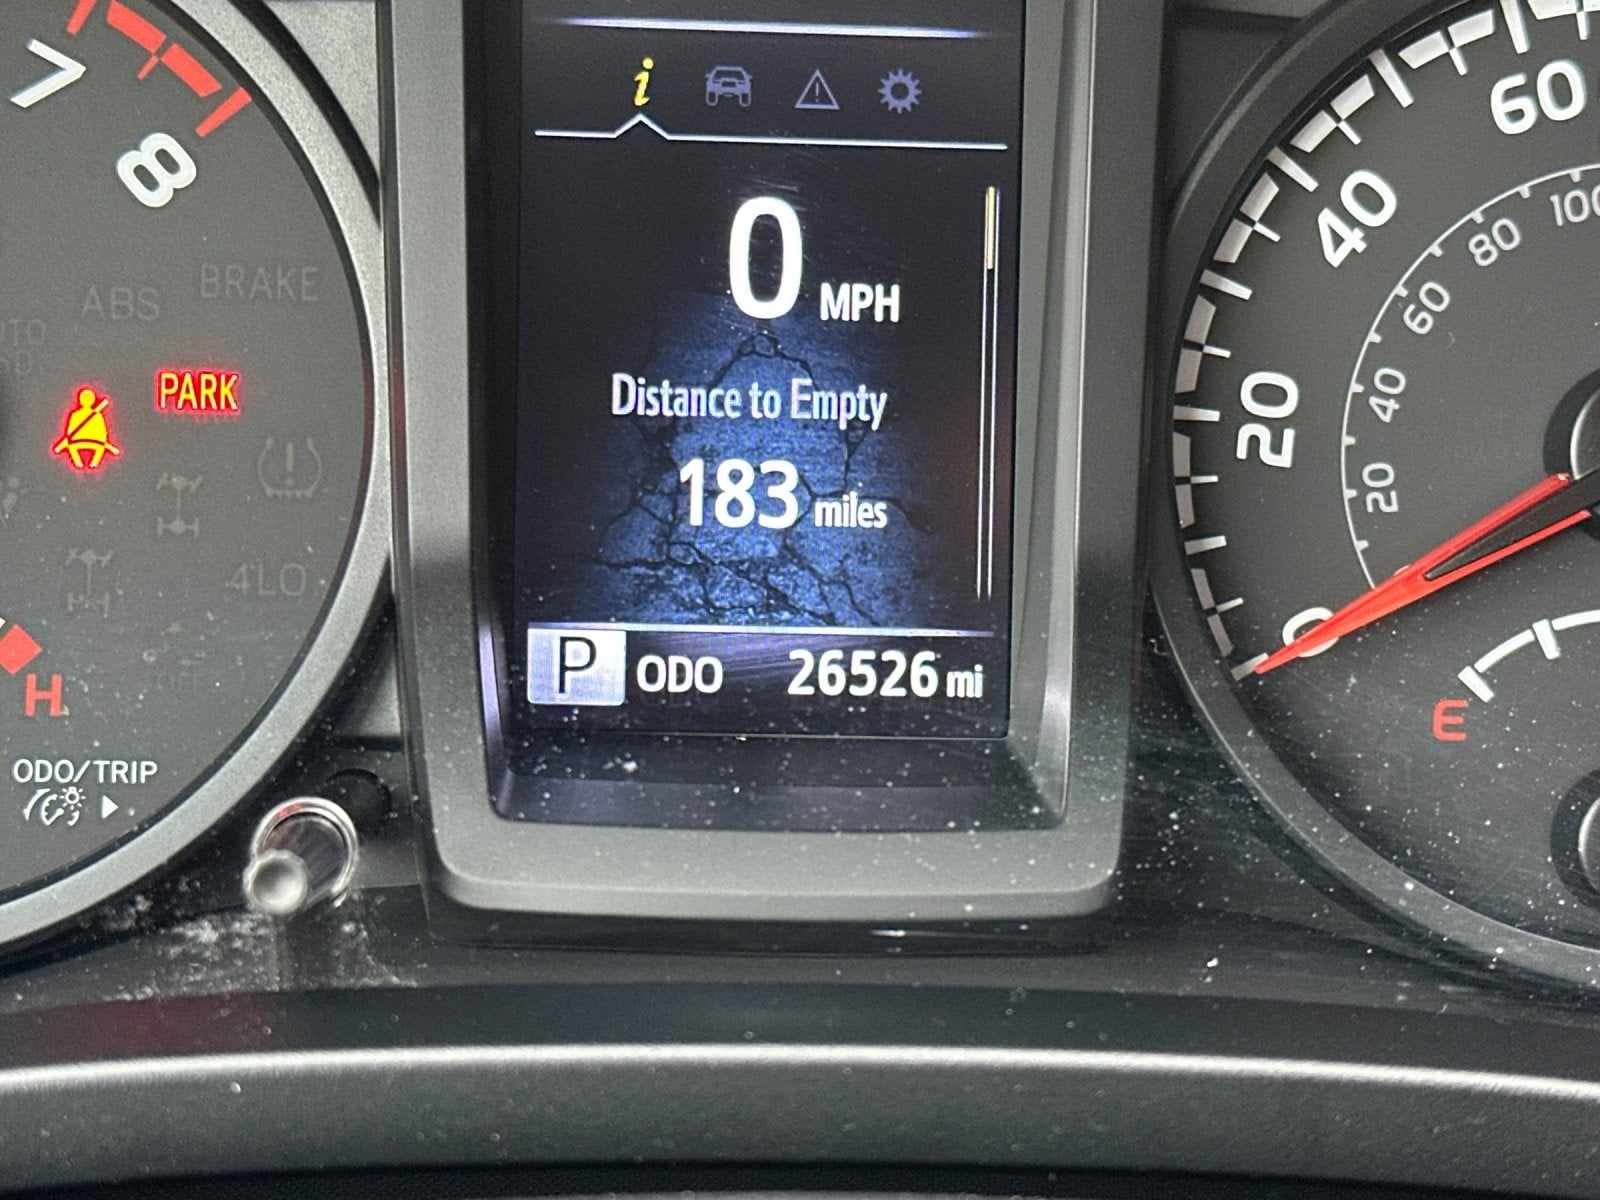 7
8
ABS
BRAKE
PARK
4LO
H
ODO/TRIP
i
0 MPH
Distance to Empty
183 miles
P ODO 26526 mi
60
40
20
0
100
80
60
40
20
E